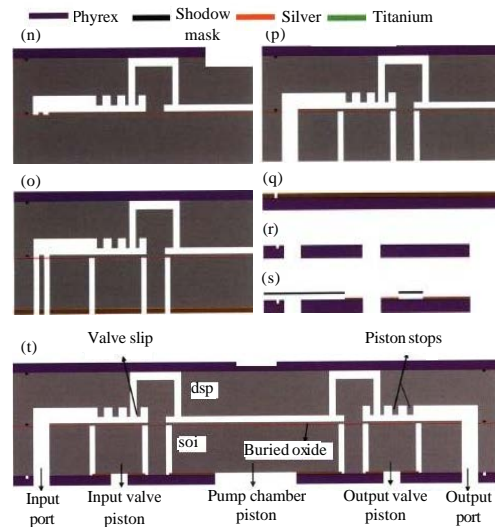 Phyrex
Shodow mask
Silver
Titanium
(n)
(p)
(o)
(q)
(r)
(s)
(t)
Valve slip
Piston stops
dsp
soi
Buried oxide
Input port
Input valve piston
Pump chamber piston
Output valve piston
Output port